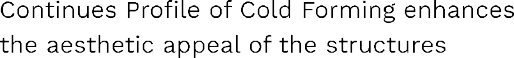 Continues Profile of Cold Forming enhances
the aesthetic appeal of the structures